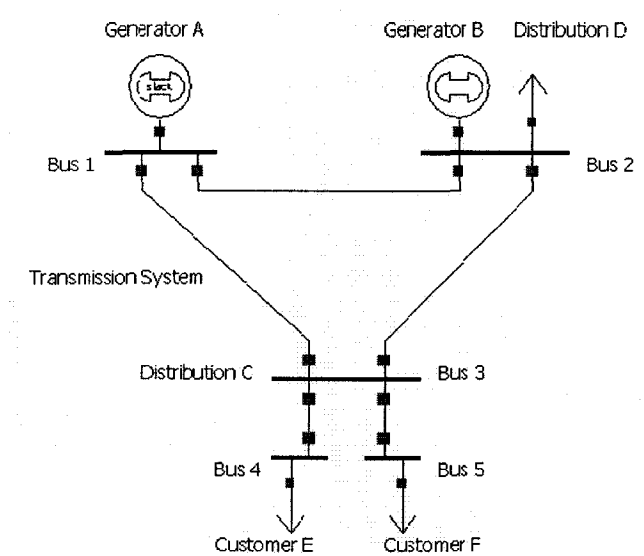 Generator A
Generator B
Distribution D
slack
Bus 1
Bus 2
Transmission System
Distribution C
Bus 3
Bus 4
Bus 5
Customer E
Customer F